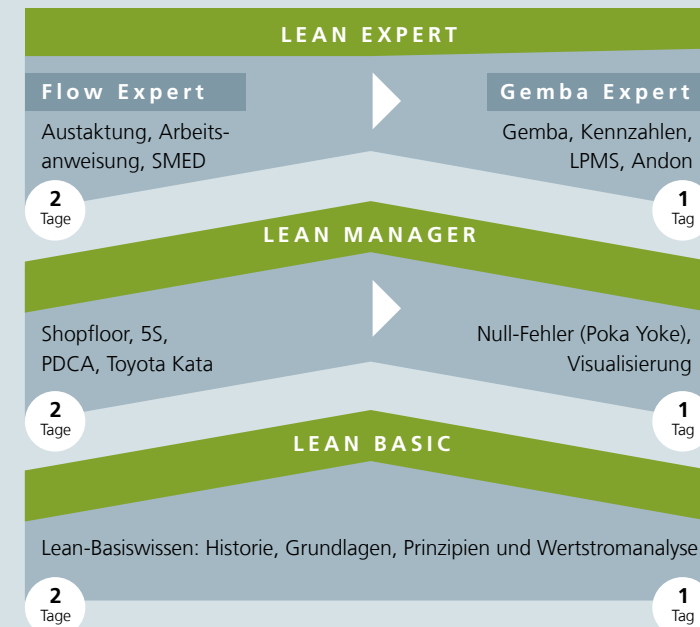 LEAN EXPERT
Flow Expert
Austaktung, Arbeits-
anweisung, SMED
2
Tage
Gemba Expert
Gemba, Kennzahlen,
LPMS, Andon
1
Tag
LEAN MANAGER
Shopfloor, 5S,
PDCA, Toyota Kata
2
Tage
Null-Fehler (Poka Yoke),
Visualisierung
1
Tag
LEAN BASIC
Lean-Basiswissen: Historie, Grundlagen, Prinzipien und Wertstromanalyse
2
Tage
1
Tag